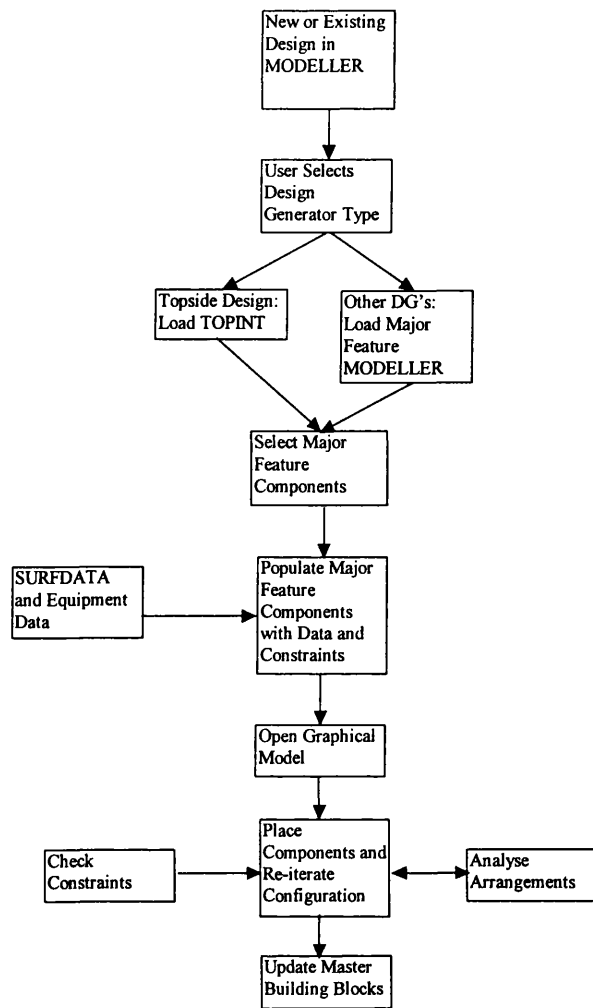 New or Existing
Design in
MODELLER
User Selects
Design
Generator Type
Topside Design:
Load TOPINT
Other DG's:
Load Major
Feature
MODELLER
Select Major
Feature
Components
SURFDATA
and Equipment
Data
Populate Major
Feature
Components
with Data and
Constraints
Open Graphical
Model
Check
Constraints
Place
Components and
Re-iterate
Configuration
Analyse
Arrangements
Update Master
Building Blocks